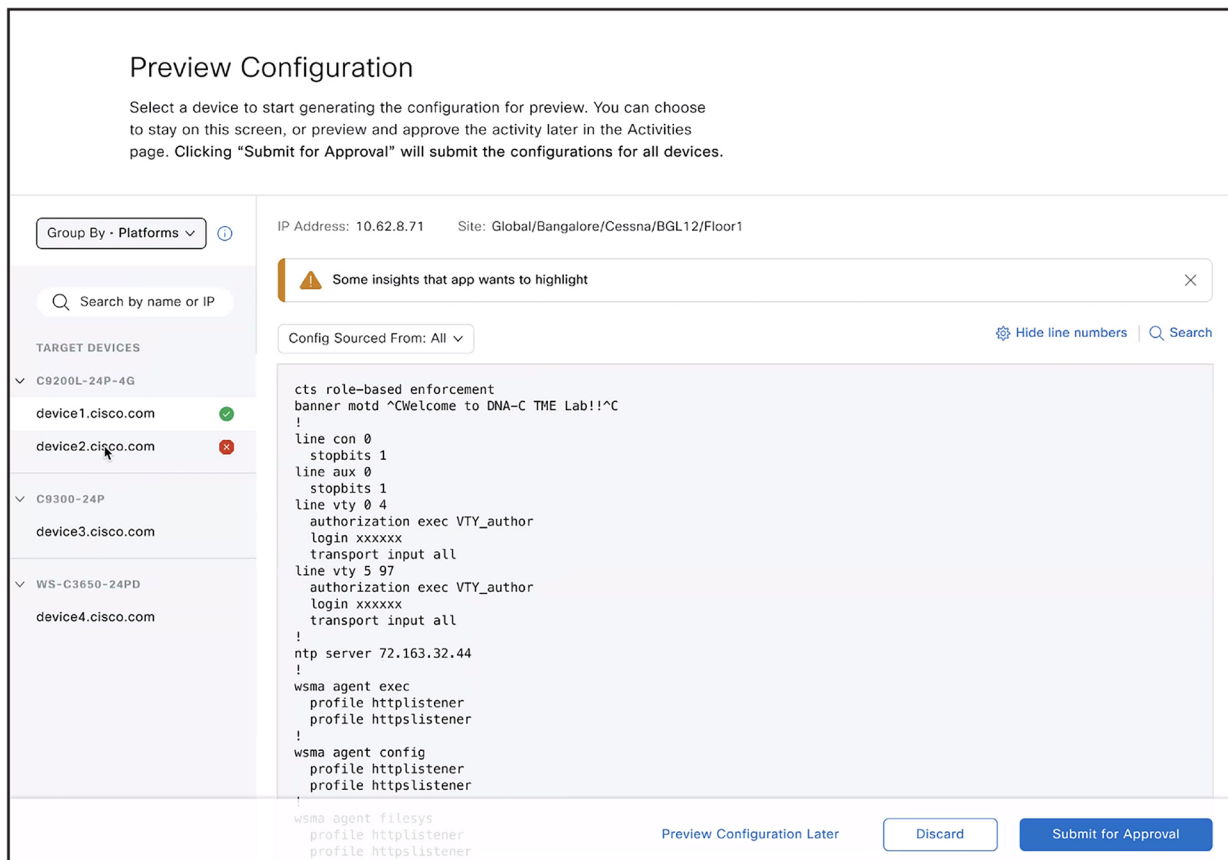 Preview Configuration
Select a device to start generating the configuration for preview. You can choose
to stay on this screen, or preview and approve the activity later in the Activities
page. Clicking “Submit for Approval” will submit the configurations for all devices.
Group By · Platforms
Search by name or IP
TARGET DEVICES
C9200L-24P-4G
device1.cisco.com
device2.cisco.com
C9300-24P
device3.cisco.com
WS-C3650-24PD
device4.cisco.com
IP Address: 10.62.8.71 Site: Global/Bangalore/Cessna/BGL12/Floor1
Some insights that app wants to highlight
Config Sourced From: All
Hide line numbers
Search
cts role-based enforcement
banner motd ^CWelcome to DNA-C TME Lab!!^C
!
line con 0
stopbits 1
line aux 0
stopbits 1
line vty 0 4
authorization exec VTY_author
login xxxxxx
transport input all
line vty 5 97
authorization exec VTY_author
login xxxxxx
transport input all
!
ntp server 72.163.32.44
!
wsma agent exec
profile httplistener
profile httpslistener
!
wsma agent config
profile httplistener
profile httpslistener
!
wsma agent filesys
profile httplistener
profile httpslistener
Preview Configuration Later
Discard
Submit for Approval